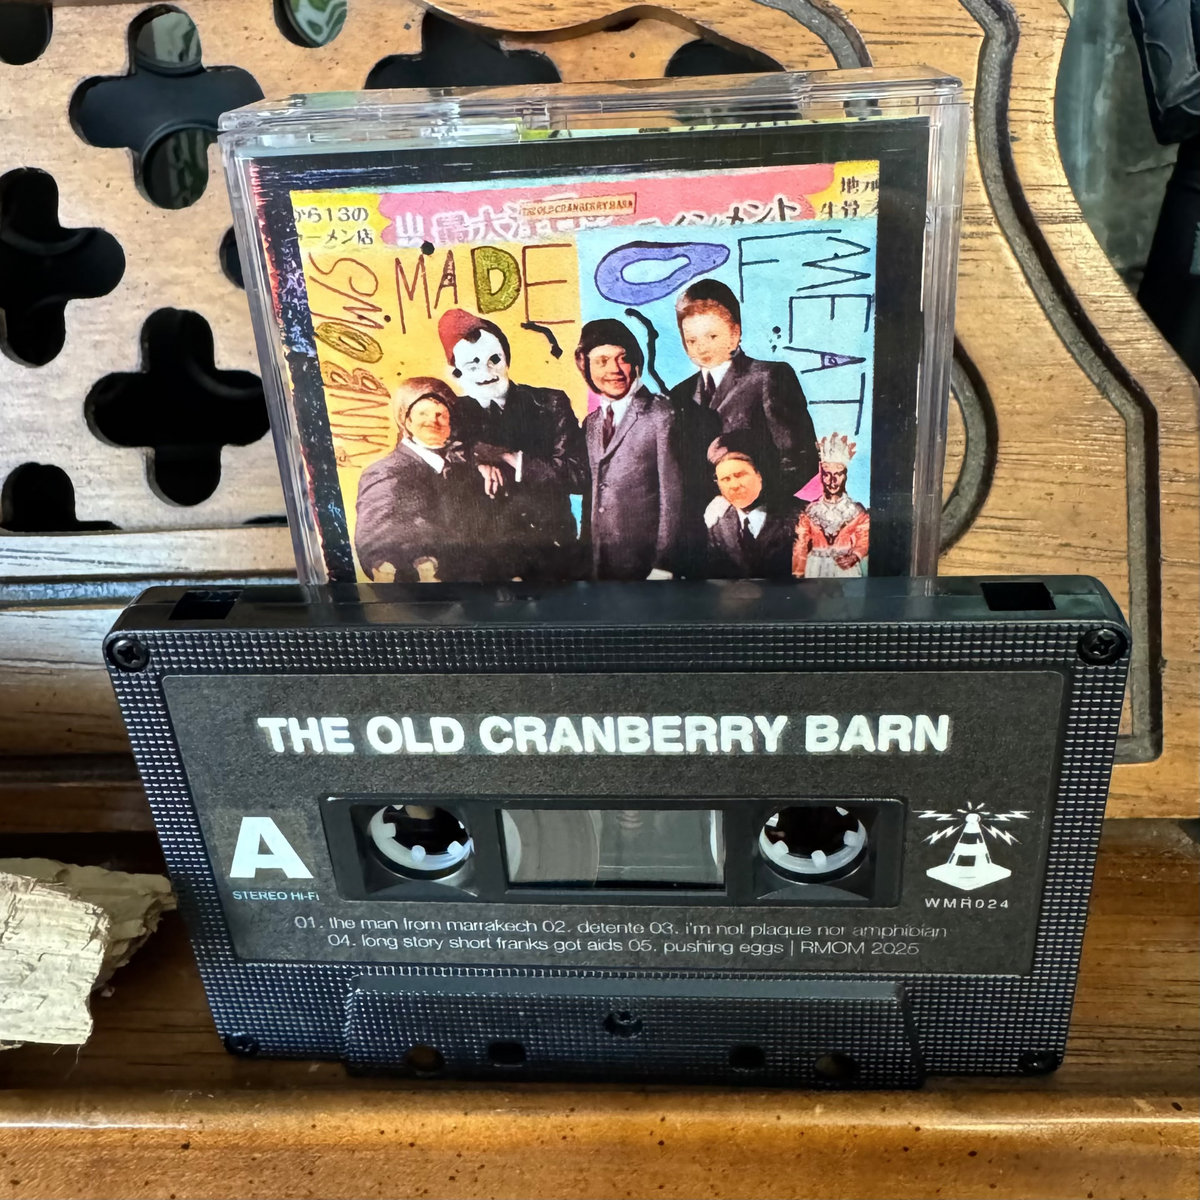 から13の
ーメン店
THE OLD CRANBERRY BARN
RAINBOWS
MADE
OF
MEAT
THE OLD CRANBERRY BARN
A
STEREO HI-FI
WMR024
01. the man from marrakech 02. detente 03. i'm not plaque nor amphibian
04. long story short franks got aids 05. pushing eggs | RMOM 2025